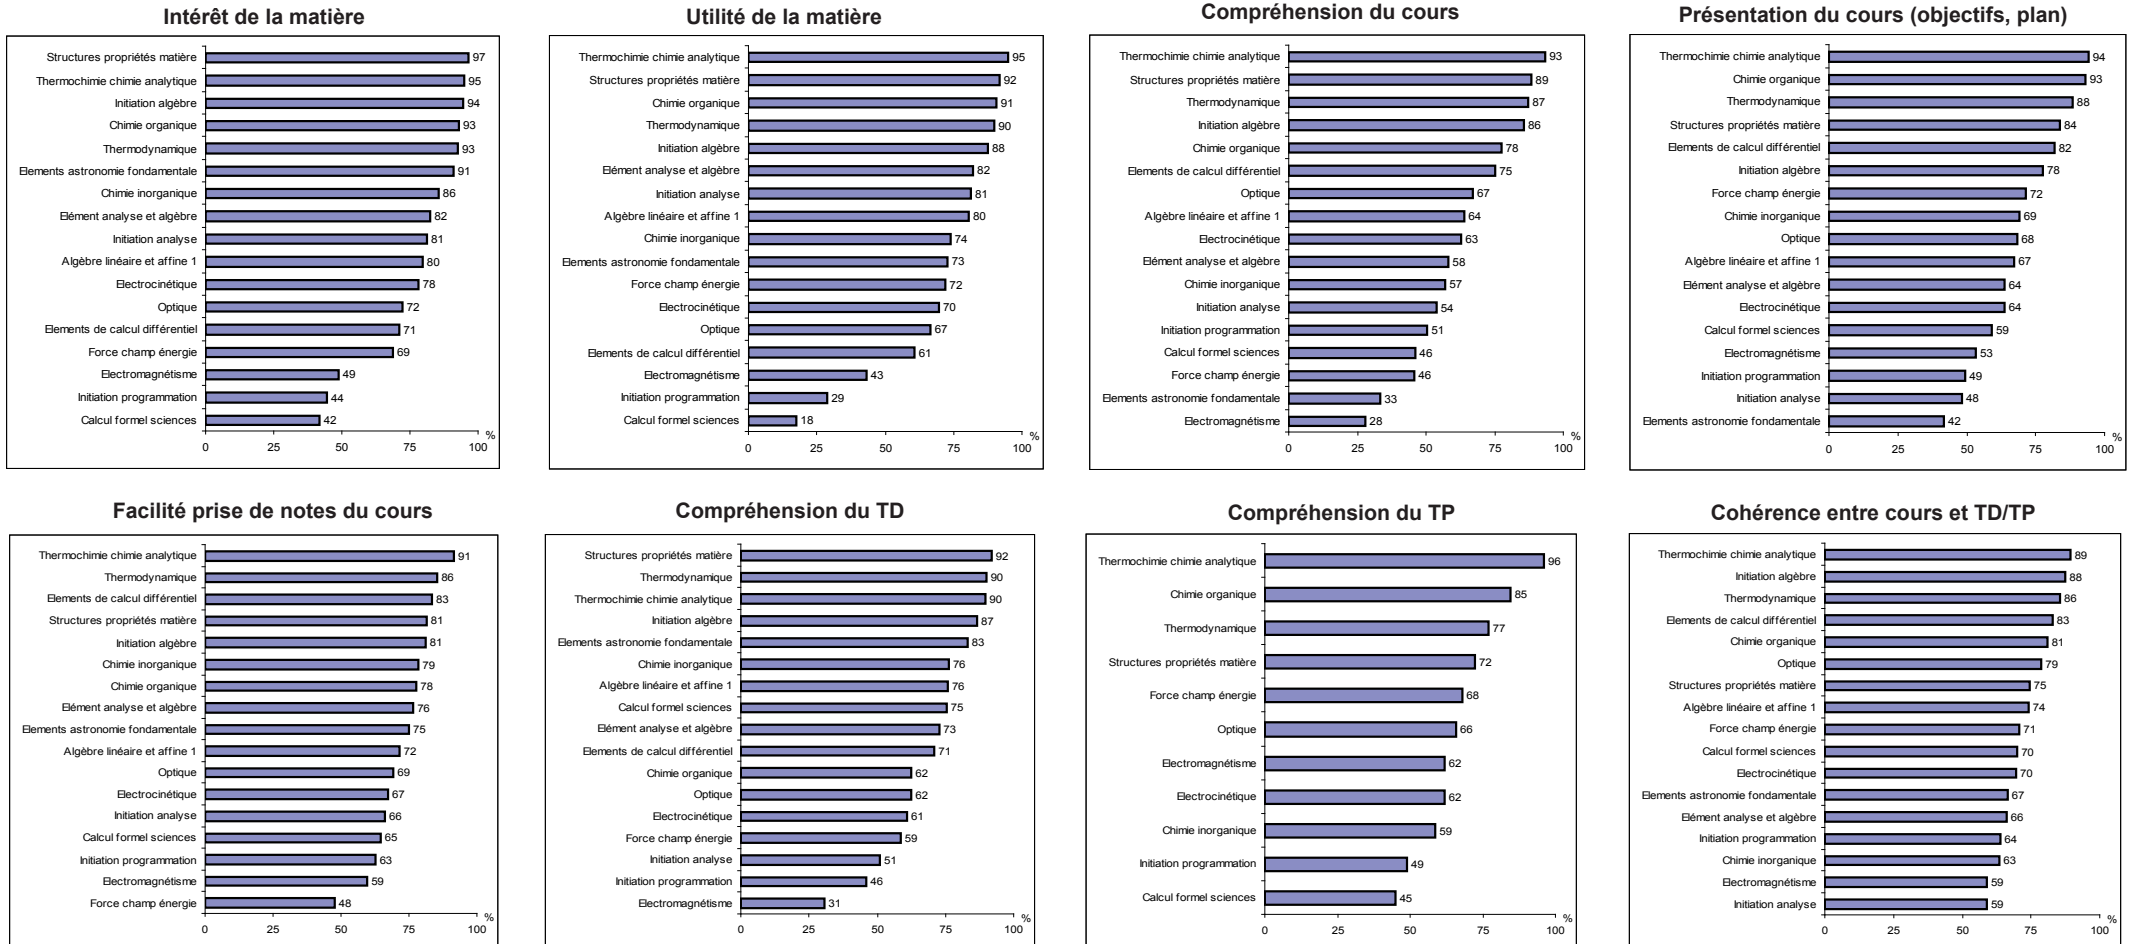 Intérêt de la matière
Structures propriétés matière 97
Thermochimie chimie analytique 95
Initiation algèbre 94
Chimie organique 93
Thermodynamique 93
Elements astronomie fondamentale 91
Chimie inorganique 86
Elément analyse et algèbre 82
Initiation analyse 81
Algèbre linéaire et affine 1 80
Electrocinétique 78
Optique 72
Elements de calcul différentiel 71
Force champ énergie 69
Electromagnétisme 49
Initiation programmation 44
Calcul formel sciences 42
%
0 25 50 75 100
Utilité de la matière
Thermochimie chimie analytique 95
Structures propriétés matière 92
Chimie organique 91
Thermodynamique 90
Initiation algèbre 88
Elément analyse et algèbre 82
Initiation analyse 81
Algèbre linéaire et affine 1 80
Chimie inorganique 74
Elements astronomie fondamentale 73
Force champ énergie 72
Electrocinétique 70
Optique 67
Elements de calcul différentiel 61
Electromagnétisme 43
Initiation programmation 29
Calcul formel sciences 18
%
0 25 50 75 100
Compréhension du cours
Thermochimie chimie analytique 93
Structures propriétés matière 89
Thermodynamique 87
Initiation algèbre 86
Chimie organique 78
Elements de calcul différentiel 75
Optique 67
Algèbre linéaire et affine 1 64
Electrocinétique 63
Elément analyse et algèbre 58
Chimie inorganique 57
Initiation analyse 54
Initiation programmation 51
Calcul formel sciences 46
Force champ énergie 46
Elements astronomie fondamentale 33
Electromagnétisme 28
%
0 25 50 75 100
Présentation du cours (objectifs, plan)
Thermochimie chimie analytique 94
Chimie organique 93
Thermodynamique 88
Structures propriétés matière 84
Elements de calcul différentiel 82
Initiation algèbre 78
Force champ énergie 72
Chimie inorganique 69
Optique 68
Algèbre linéaire et affine 1 67
Elément analyse et algèbre 64
Electrocinétique 64
Calcul formel sciences 59
Electromagnétisme 53
Initiation programmation 49
Initiation analyse 48
Elements astronomie fondamentale 42
%
0 25 50 75 100
Facilité prise de notes du cours
Thermochimie chimie analytique 91
Thermodynamique 86
Elements de calcul différentiel 83
Structures propriétés matière 81
Initiation algèbre 81
Chimie inorganique 79
Chimie organique 78
Elément analyse et algèbre 76
Elements astronomie fondamentale 75
Algèbre linéaire et affine 1 72
Optique 69
Electrocinétique 67
Initiation analyse 66
Calcul formel sciences 65
Initiation programmation 63
Electromagnétisme 59
Force champ énergie 48
%
0 25 50 75 100
Compréhension du TD
Structures propriétés matière 92
Thermodynamique 90
Thermochimie chimie analytique 90
Initiation algèbre 87
Elements astronomie fondamentale 83
Chimie inorganique 76
Algèbre linéaire et affine 1 76
Calcul formel sciences 75
Elément analyse et algèbre 73
Elements de calcul différentiel 71
Chimie organique 62
Optique 62
Electrocinétique 61
Force champ énergie 59
Initiation analyse 51
Initiation programmation 46
Electromagnétisme 31
%
0 25 50 75 100
Compréhension du TP
Thermochimie chimie analytique 96
Chimie organique 85
Thermodynamique 77
Structures propriétés matière 72
Force champ énergie 68
Optique 66
Electromagnétisme 62
Electrocinétique 62
Chimie inorganique 59
Initiation programmation 49
Calcul formel sciences 45
%
0 25 50 75 100
Cohérence entre cours et TD/TP
Thermochimie chimie analytique 89
Initiation algèbre 88
Thermodynamique 86
Elements de calcul différentiel 83
Chimie organique 81
Optique 79
Structures propriétés matière 75
Algèbre linéaire et affine 1 74
Force champ énergie 71
Calcul formel sciences 70
Electrocinétique 70
Elements astronomie fondamentale 67
Elément analyse et algèbre 66
Initiation programmation 64
Chimie inorganique 63
Electromagnétisme 59
Initiation analyse 59
%
0 25 50 75 100